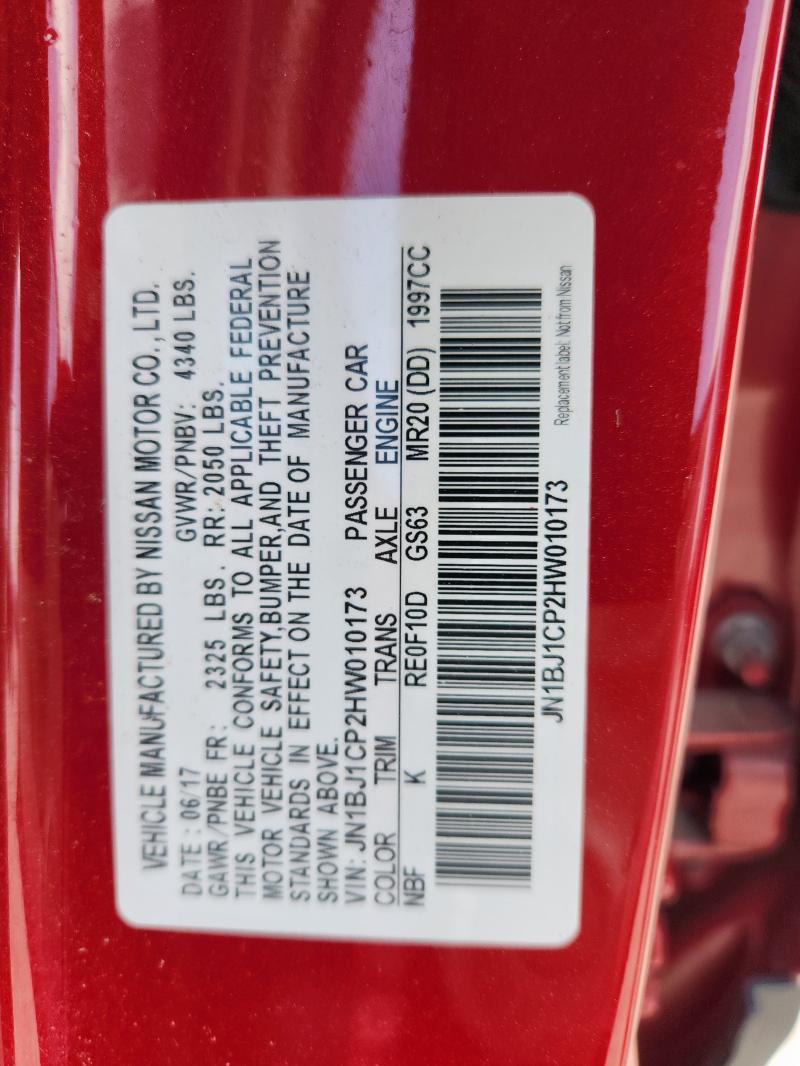 VEHICLE MANUFACTURED BY NISSAN MOTOR CO.,LTD.
DATE : 06/17 GVWR/PNBV: 4340 LBS.
GAWR/PNBE FR: 2325 LBS. RR: 2050 LBS.
THIS VEHICLE CONFORMS TO ALL APPLICABLE FEDERAL
MOTOR VEHICLE SAFETY,BUMPER,AND THEFT PREVENTION
STANDARDS IN EFFECT ON THE DATE OF MANUFACTURE
SHOWN ABOVE.
VIN: JN1BJ1CP2HW010173 PASSENGER CAR
COLOR TRIM TRANS AXLE ENGINE
NBF K RE0F10D GS63 MR20 (DD) 1997CC
JN1BJ1CP2HW010173
Replacement label: Not from Nissan